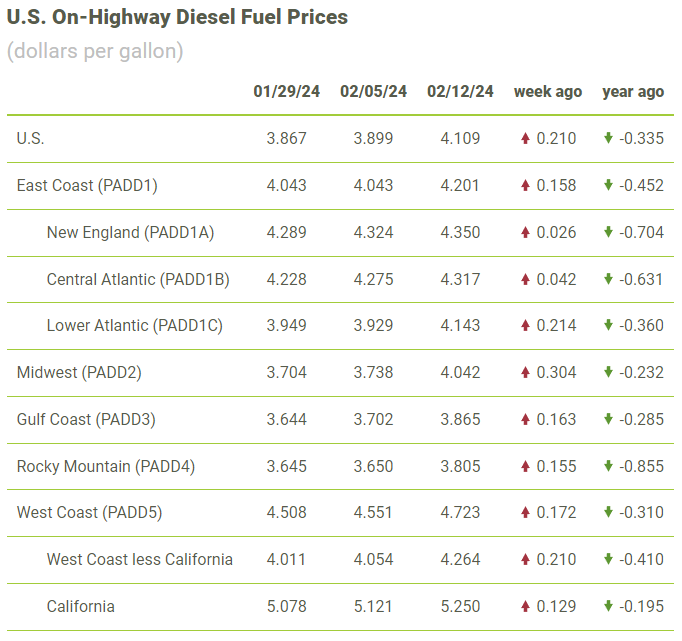 U.S. On-Highway Diesel Fuel Prices
(dollars per gallon)
01/29/24 02/05/24 02/12/24 week ago year ago
U.S. 3.867 3.899 4.109 0.210 -0.335
East Coast (PADD1) 4.043 4.043 4.201 0.158 -0.452
New England (PADD1A) 4.289 4.324 4.350 0.026 -0.704
Central Atlantic (PADD1B) 4.228 4.275 4.317 0.042 -0.631
Lower Atlantic (PADD1C) 3.949 3.929 4.143 0.214 -0.360
Midwest (PADD2) 3.704 3.738 4.042 0.304 -0.232
Gulf Coast (PADD3) 3.644 3.702 3.865 0.163 -0.285
Rocky Mountain (PADD4) 3.645 3.650 3.805 0.155 -0.855
West Coast (PADD5) 4.508 4.551 4.723 0.172 -0.310
West Coast less California 4.011 4.054 4.264 0.210 -0.410
California 5.078 5.121 5.250 0.129 -0.195